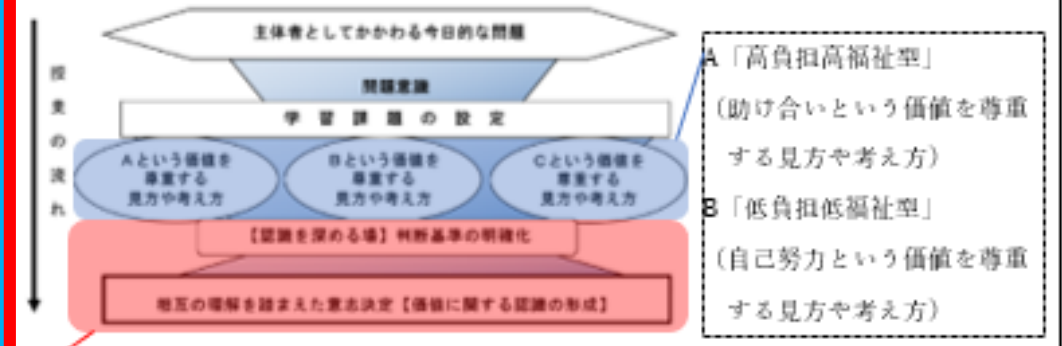 授業の流れ
主体者としてかかわる今日的な問題
問題意識
学習課題の設定
Aという価値を
尊重する
見方や考え方
Bという価値を
尊重する
見方や考え方
Cという価値を
尊重する
見方や考え方
【認識を深める場】判断基準の明確化
相互の理解を踏まえた意志決定【価値に関する認識の形成】
A「高負担高福祉型」
（助け合いという価値を尊重
する見方や考え方）
B「低負担低福祉型」
（自己努力という価値を尊重
する見方や考え方）